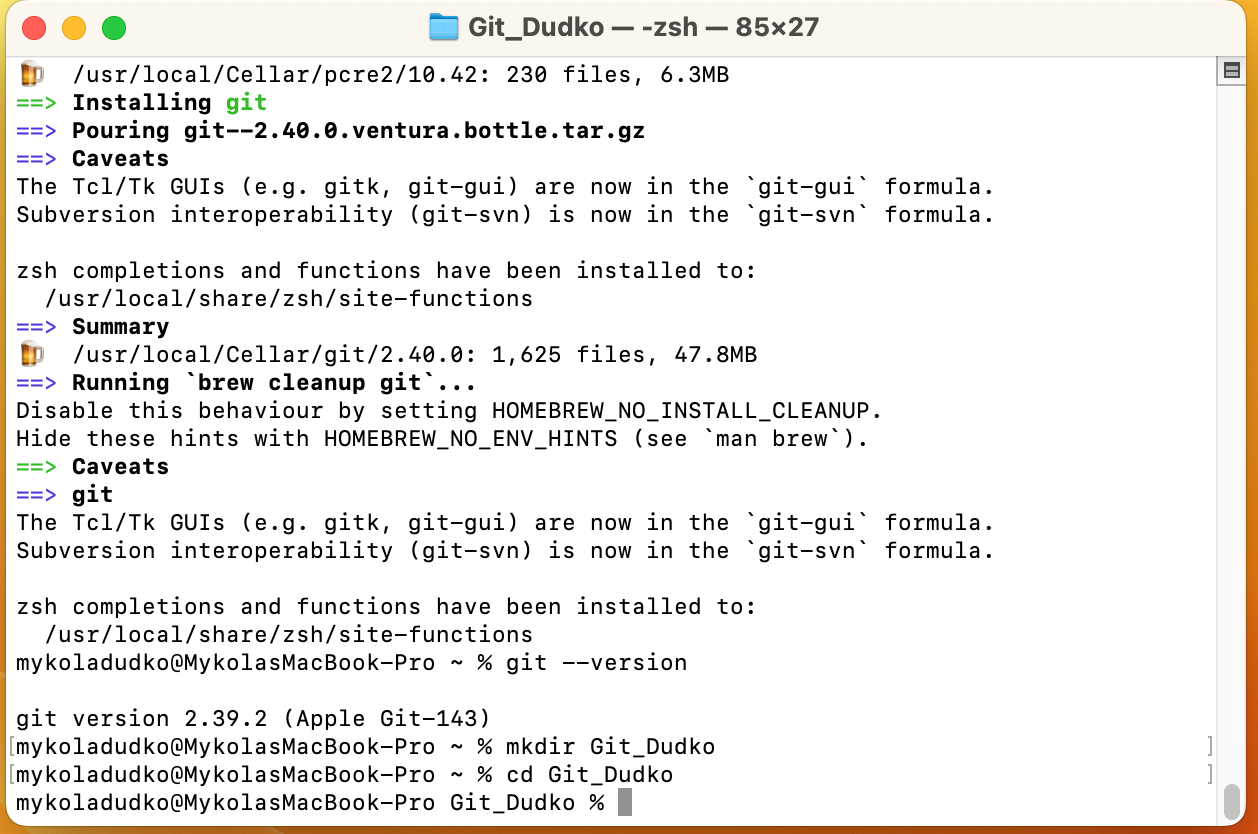 Git_Dudko — -zsh — 85×27
🍺  /usr/local/Cellar/pcre2/10.42: 230 files, 6.3MB
==> Installing git
==> Pouring git--2.40.0.ventura.bottle.tar.gz
==> Caveats
The Tcl/Tk GUIs (e.g. gitk, git-gui) are now in the `git-gui` formula.
Subversion interoperability (git-svn) is now in the `git-svn` formula.

zsh completions and functions have been installed to:
  /usr/local/share/zsh/site-functions
==> Summary
🍺  /usr/local/Cellar/git/2.40.0: 1,625 files, 47.8MB
==> Running `brew cleanup git`...
Disable this behaviour by setting HOMEBREW_NO_INSTALL_CLEANUP.
Hide these hints with HOMEBREW_NO_ENV_HINTS (see `man brew`).
==> Caveats
==> git
The Tcl/Tk GUIs (e.g. gitk, git-gui) are now in the `git-gui` formula.
Subversion interoperability (git-svn) is now in the `git-svn` formula.

zsh completions and functions have been installed to:
  /usr/local/share/zsh/site-functions
mykoladudko@MykolasMacBook-Pro ~ % git --version

git version 2.39.2 (Apple Git-143)
[mykoladudko@MykolasMacBook-Pro ~ % mkdir Git_Dudko ]
[mykoladudko@MykolasMacBook-Pro ~ % cd Git_Dudko ]
mykoladudko@MykolasMacBook-Pro Git_Dudko %